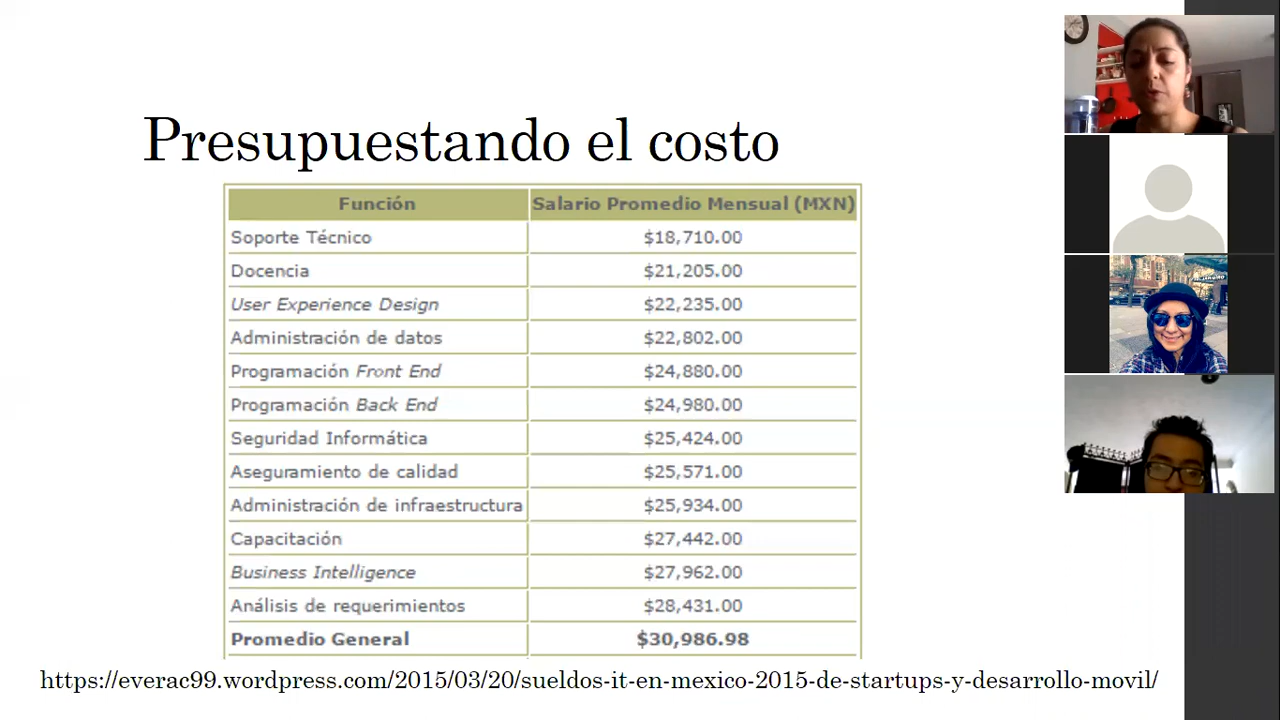 Presupuestando el costo
Función Salario Promedio Mensual (MXN)
Soporte Técnico $18,710.00
Docencia $21,205.00
User Experience Design $22,235.00
Administración de datos $22,802.00
Programación Front End $24,880.00
Programación Back End $24,980.00
Seguridad Informática $25,424.00
Aseguramiento de calidad $25,571.00
Administración de infraestructura $25,934.00
Capacitación $27,442.00
Business Intelligence $27,962.00
Análisis de requerimientos $28,431.00
Promedio General $30,986.98
https://everac99.wordpress.com/2015/03/20/sueldos-it-en-mexico-2015-de-startups-y-desarrollo-movil/